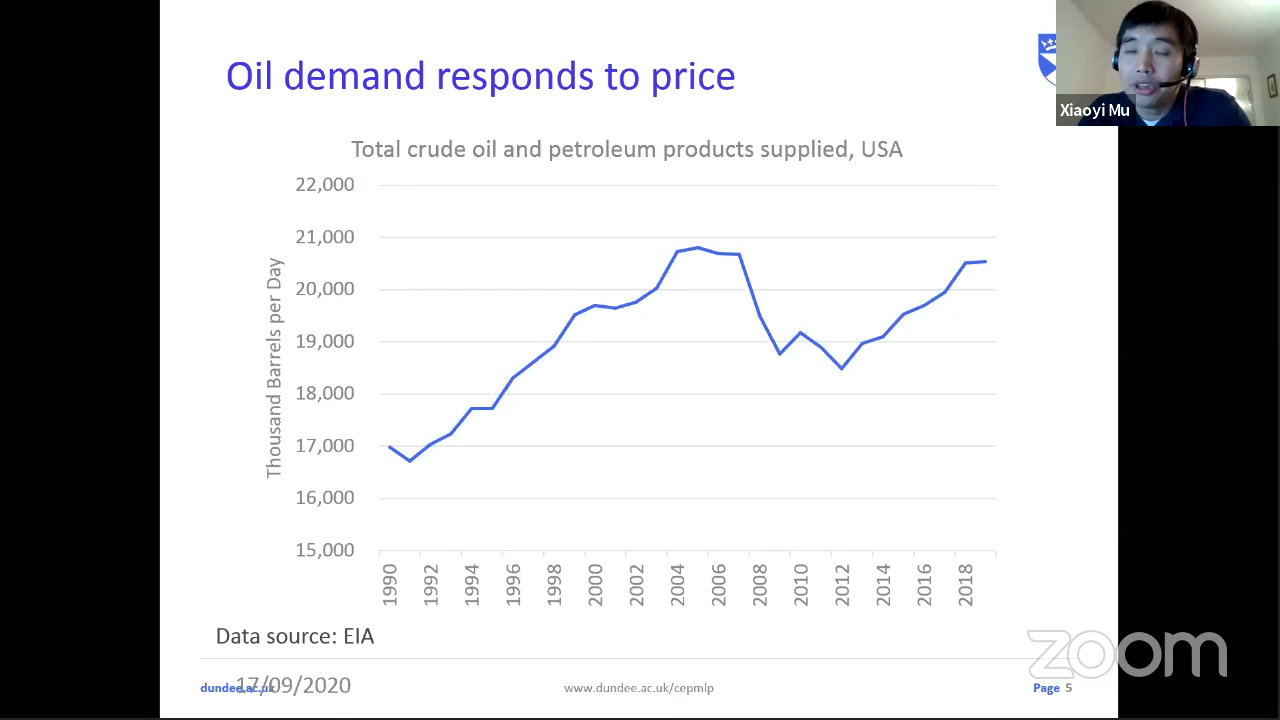 Oil demand responds to price
Xiaoyi Mu
Total crude oil and petroleum products supplied, USA
Thousand Barrels per Day
22,000
21,000
20,000
19,000
18,000
17,000
16,000
15,000
1990 1992 1994 1996 1998 2000 2002 2004 2006 2008 2010 2012 2014 2016 2018
Data source: EIA
dundee.ac.uk 17/09/2020 www.dundee.ac.uk/cepmlp Page 5
zoom